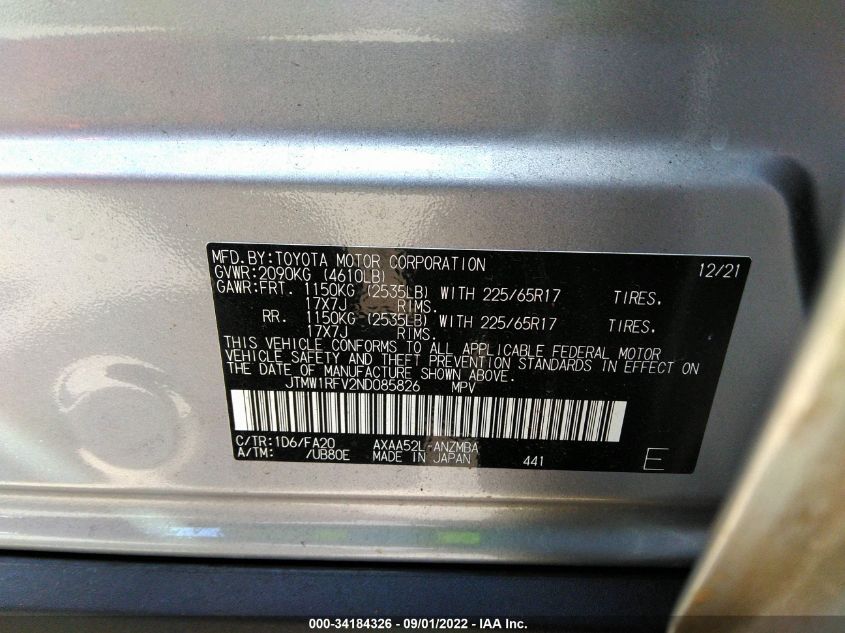 MFD.BY:TOYOTA MOTOR CORPORATION 12/21
GVWR:2090KG (4610LB)
GAWR:FRT. 1150KG (2535LB) WITH 225/65R17 TIRES.
17X7J RIMS.
RR. 1150KG (2535LB) WITH 225/65R17 TIRES.
17X7J RIMS.
THIS VEHICLE CONFORMS TO ALL APPLICABLE FEDERAL MOTOR
VEHICLE SAFETY AND THEFT PREVENTION STANDARDS IN EFFECT ON
THE DATE OF MANUFACTURE SHOWN ABOVE.
JTMW1RFV2ND085826 MPV
C/TR:1D6/FA20 AXAA52L-ANZMBA
A/TM: /UB80E MADE IN JAPAN 441 E
000-34184326 - 09/01/2022 - IAA Inc.